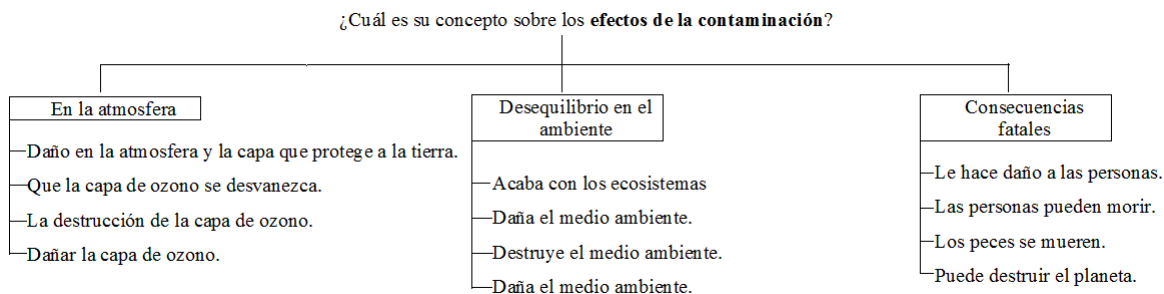 ¿Cuál es su concepto sobre los efectos de la contaminación?
En la atmosfera
Daño en la atmosfera y la capa que protege a la tierra.
Que la capa de ozono se desvanezca.
La destrucción de la capa de ozono.
Dañar la capa de ozono.
Desequilibrio en el
ambiente
Acaba con los ecosistemas
Daña el medio ambiente.
Destruye el medio ambiente.
Daña el medio ambiente.
Consecuencias
fatales
Le hace daño a las personas.
Las personas pueden morir.
Los peces se mueren.
Puede destruir el planeta.